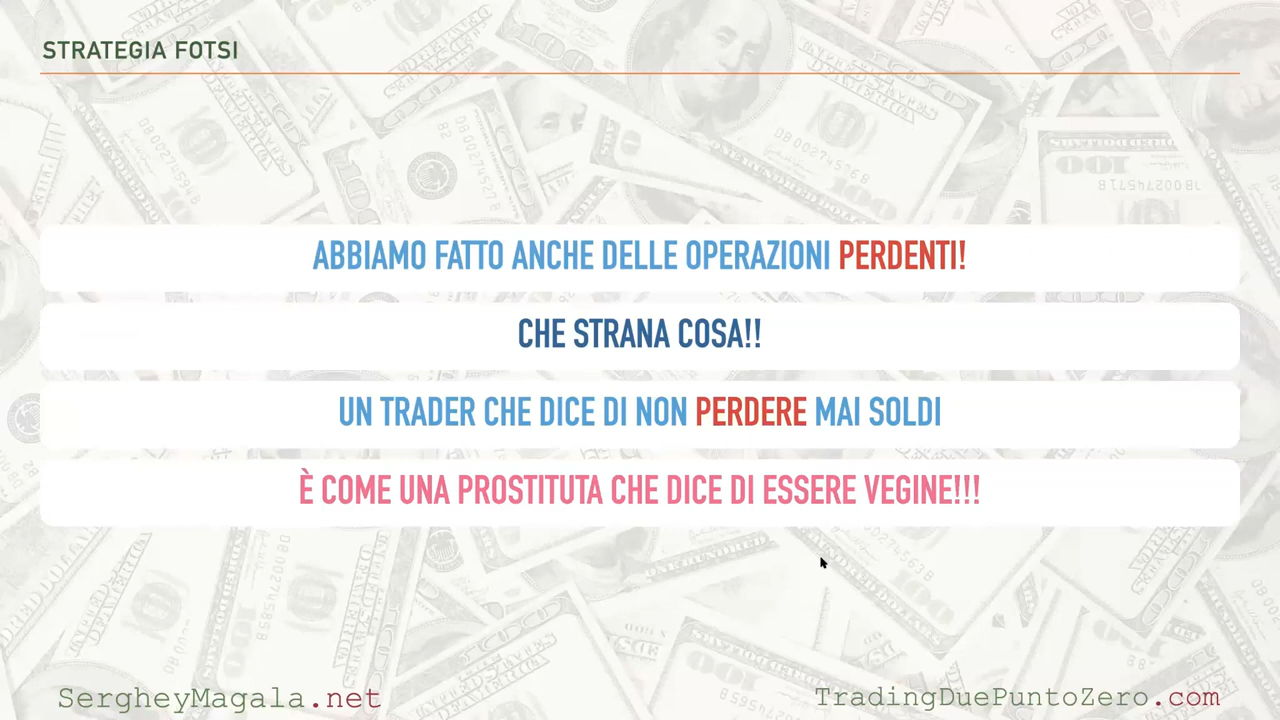 STRATEGIA FOTSI
ABBIAMO FATTO ANCHE DELLE OPERAZIONI PERDENTI!
CHE STRANA COSA!!
UN TRADER CHE DICE DI NON PERDERE MAI SOLDI
È COME UNA PROSTITUTA CHE DICE DI ESSERE VEGINE!!!
SergheyMagala.net
TradingDuePuntoZero.com